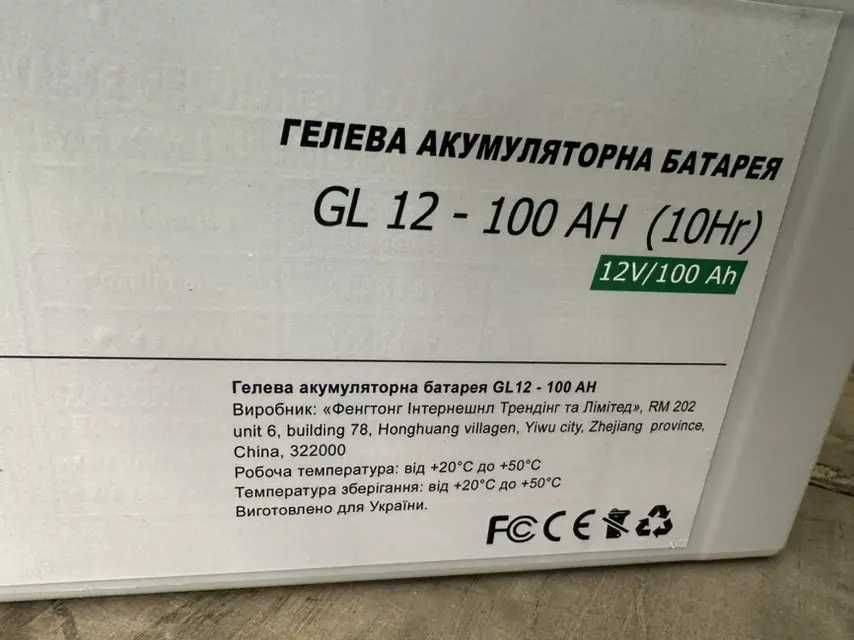 ГЕЛЕВА АКУМУЛЯТОРНА БАТАРЕЯ
GL 12 - 100 AH (10Hr)
12V/100 Ah
Гелева акумуляторна батарея GL12 - 100 AH
Виробник: «Фенгтонг Інтернешнл Трендінг та Лімітед», RM 202
unit 6, building 78, Honghuang villagen, Yiwu city, Zhejiang province,
China, 322000
Робоча температура: від +20°C до +50°C
Температура зберігання: від +20°C до +50°C
Виготовлено для України.
FC CE